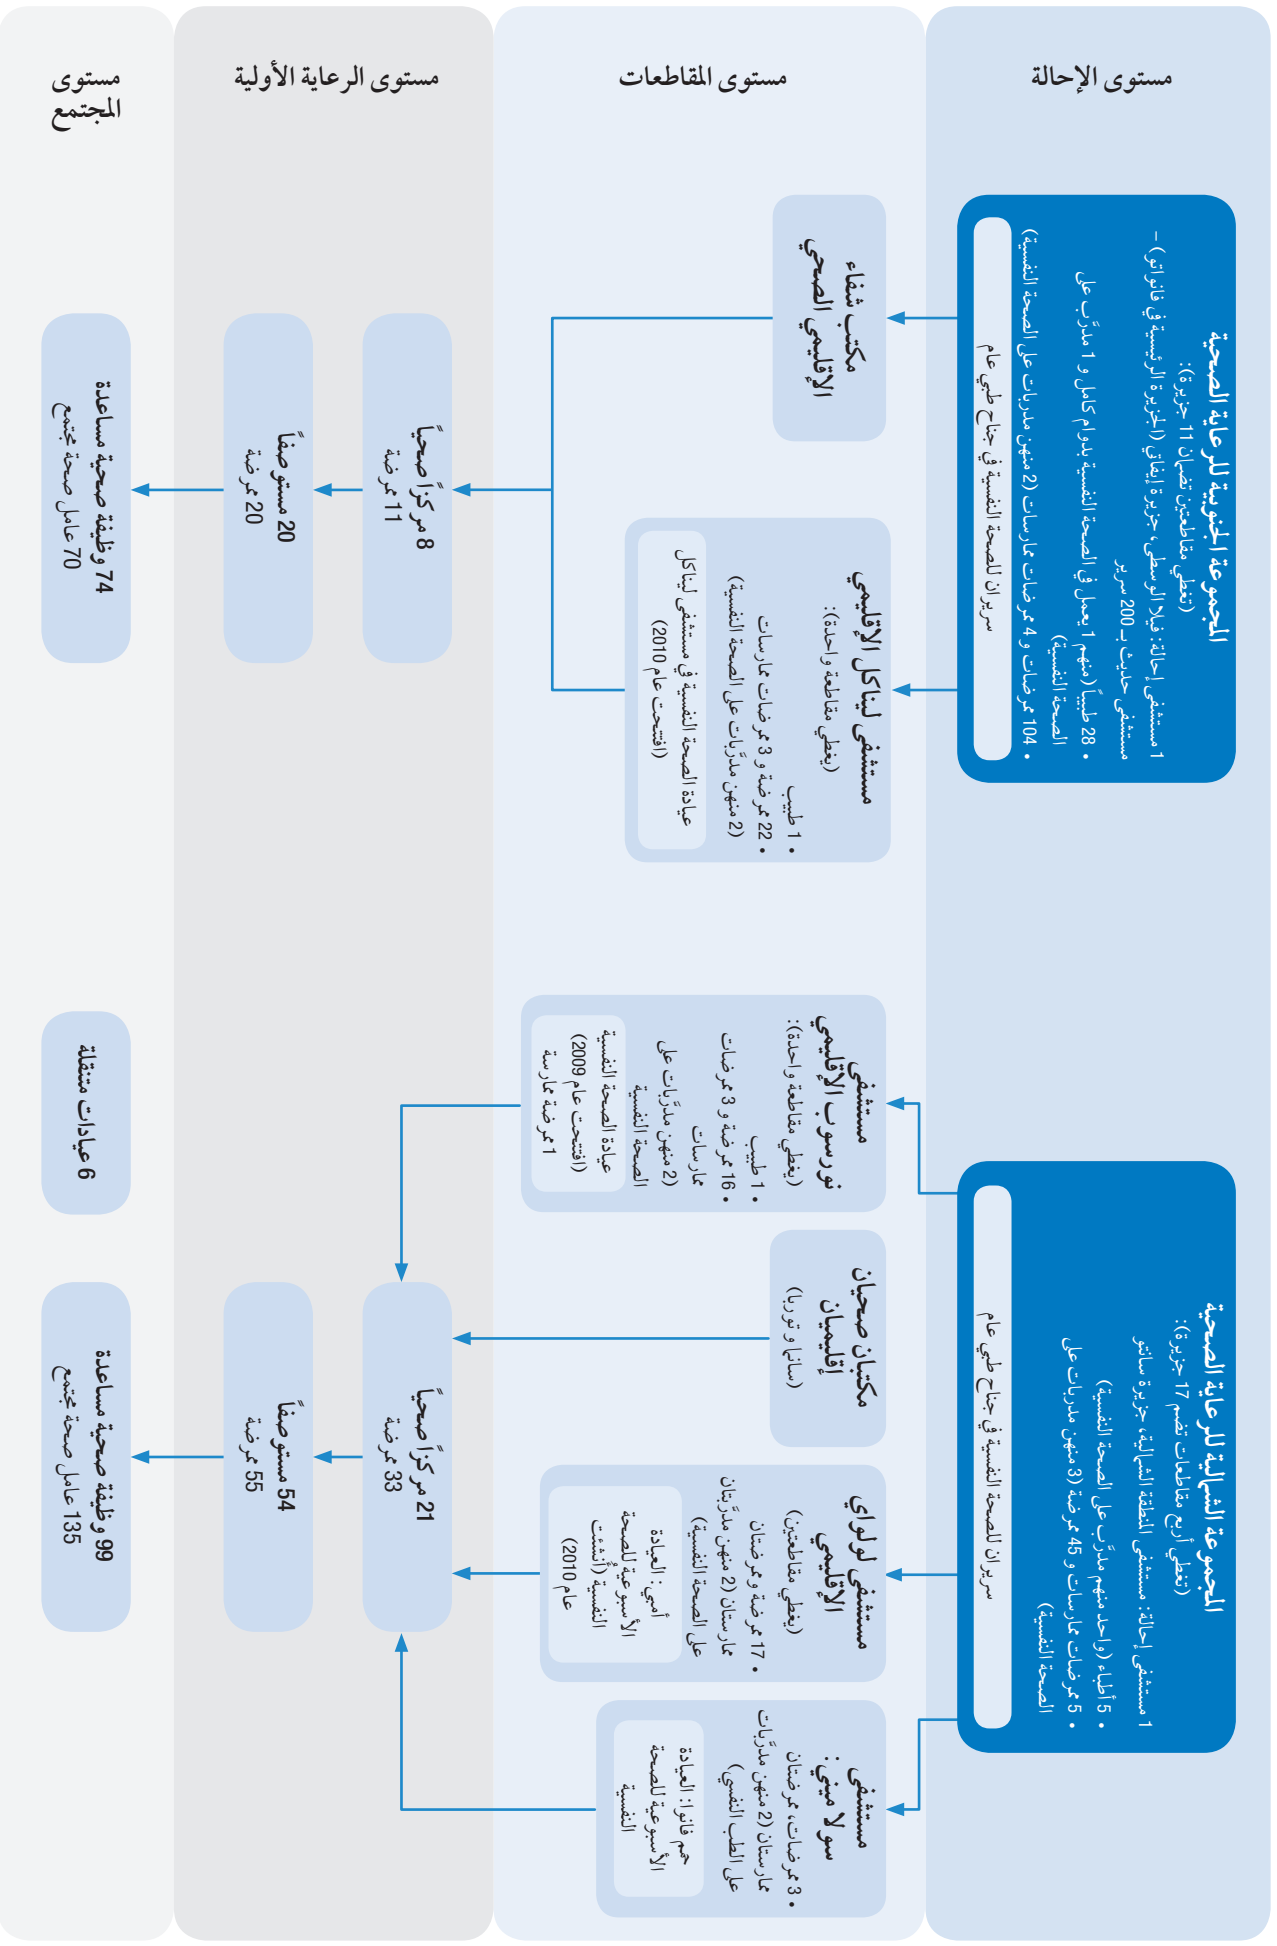 مستوى الإحالة
مستوى المقاطعات
مستوى الرعاية الأولية
مستوى
المجتمع
المجموعة الجنوبية للرعاية الصحية
(تغطي مقاطعتين تضمان 11 جزيرة):
1 مستشفى إحالة: فيلا الوسطى، جزيرة إيفاتي (الجزيرة الرئيسية في فانواتو) –
مستشفى حديث بـ 200 سرير
• 28 طبيباً (منهم 1 يعمل في الصحة النفسية بدوام كامل و 1 مدرَّب على
الصحة النفسية)
• 104 ممرضات و 4 ممرضات ممارسات (2 منهن مدربات على الصحة النفسية)
سريران للصحة النفسية في جناح طبي عام
مكتب شفاء
الإقليمي الصحي
مستشفى ليناكل الإقليمي
(يغطي مقاطعة واحدة):
• 1 طبيب
• 22 ممرضة و 3 ممرضات ممارسات
(2 منهن مدرَّبات على الصحة النفسية)
عيادة الصحة النفسية في مستشفى ليناكل
(افتتحت عام 2010)
8 مركزاً صحياً
11 ممرضة
20 مستوصفاً
20 ممرضة
74 وظيفة صحية مساعدة
70 عامل صحة مجتمع
المجموعة الشمالية للرعاية الصحية
(تغطي أربع مقاطعات تضم 17 جزيرة):
1 مستشفى إحالة: مستشفى المنطقة الشمالية، جزيرة سانتو
• 5 أطباء (واحد منهم مدرَّب على الصحة النفسية)
• 5 ممرضات ممارسات و 45 ممرضة (3 منهن مدربات على
الصحة النفسية)
سريران للصحة النفسية في جناح طبي عام
مستشفى
نورسوب الإقليمي
(يغطي مقاطعة واحدة):
• 1 طبيب
• 16 ممرضة و 3 ممرضات
ممارسات
(2 منهن مدرَّبات على
الصحة النفسية
عيادة الصحة النفسية
(افتتحت عام 2009)
1 ممرضة ممارسة
مكتبان صحيان
إقليميان
(سانما و توربا)
مستشفى لولواي
الإقليمي
(يغطي مقاطعتين)
• 17 ممرضة وممرضتان
ممارستان (2 منهن مدرَّبتان
على الصحة النفسية)
أمبي: العيادة
الأسبوعية للصحة
النفسية (أُنشئت
عام 2010)
مستشفى
سولا ميني:
• 3 ممرضات، ممرضتان
ممارستان (2 منهن مدرَّبات
على الطب النفسي)
حم فانوا: العيادة
الأسبوعية للصحة
النفسية
21 مركزاً صحياً
33 ممرضة
54 مستوصفاً
55 ممرضة
6 عيادات متنقلة
99 وظيفة صحية مساعدة
135 عامل صحة مجتمع